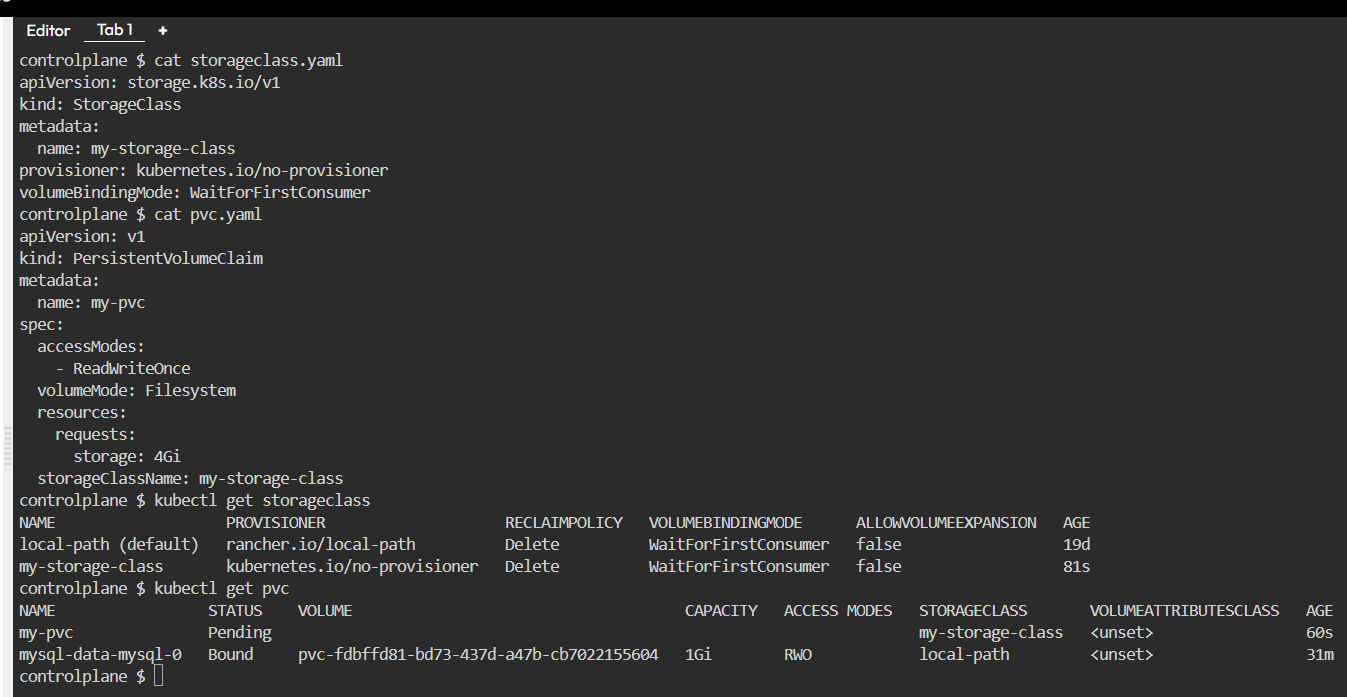 Editor Tab 1 +
controlplane $ cat storageclass.yaml
apiVersion: storage.k8s.io/v1
kind: StorageClass
metadata:
  name: my-storage-class
provisioner: kubernetes.io/no-provisioner
volumeBindingMode: WaitForFirstConsumer
controlplane $ cat pvc.yaml
apiVersion: v1
kind: PersistentVolumeClaim
metadata:
  name: my-pvc
spec:
  accessModes:
    - ReadWriteOnce
  volumeMode: Filesystem
  resources:
    requests:
      storage: 4Gi
  storageClassName: my-storage-class
controlplane $ kubectl get storageclass
NAME                   PROVISIONER                    RECLAIMPOLICY   VOLUMEBINDINGMODE      ALLOWVOLUMEEXPANSION   AGE
local-path (default)   rancher.io/local-path          Delete          WaitForFirstConsumer   false                  19d
my-storage-class       kubernetes.io/no-provisioner   Delete          WaitForFirstConsumer   false                  81s
controlplane $ kubectl get pvc
NAME                 STATUS    VOLUME                                     CAPACITY   ACCESS MODES   STORAGECLASS       VOLUMEATTRIBUTESCLASS   AGE
my-pvc               Pending                                                                        my-storage-class   <unset>                 60s
mysql-data-mysql-0   Bound     pvc-fdbffd81-bd73-437d-a47b-cb7022155604   1Gi        RWO            local-path         <unset>                 31m
controlplane $